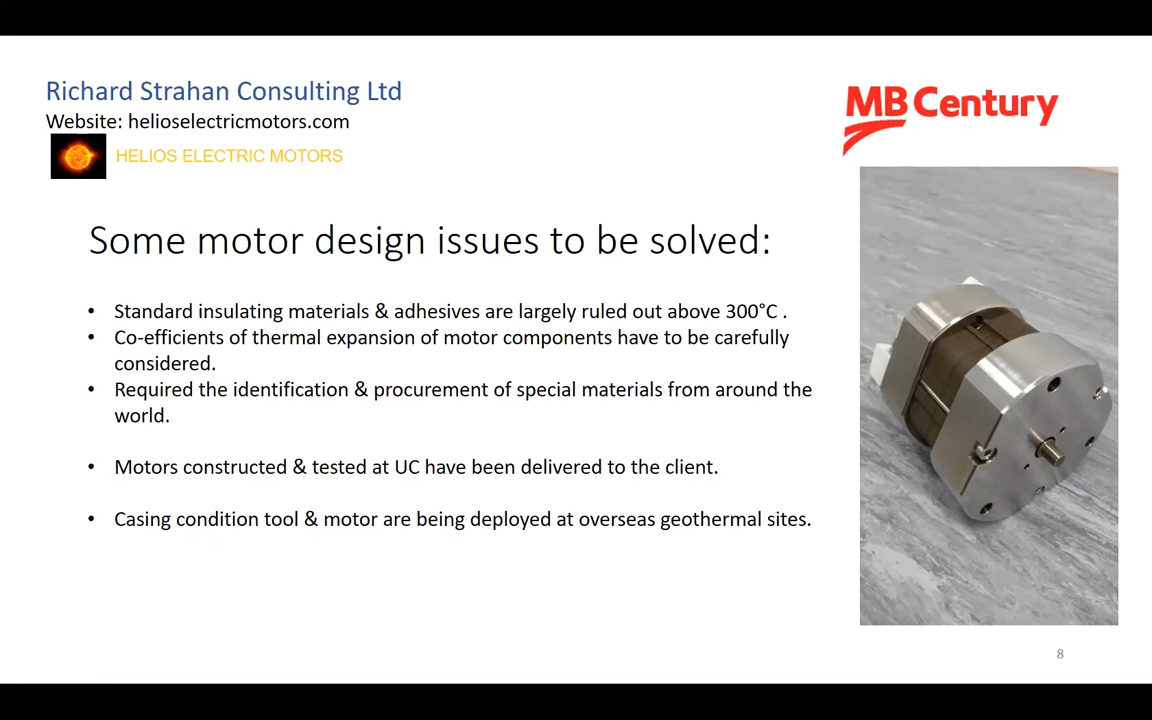 Richard Strahan Consulting Ltd
Website: helioselectricmotors.com
HELIOS ELECTRIC MOTORS
MB Century
Some motor design issues to be solved:
• Standard insulating materials & adhesives are largely ruled out above 300°C .
• Co-efficients of thermal expansion of motor components have to be carefully
considered.
• Required the identification & procurement of special materials from around the
world.
• Motors constructed & tested at UC have been delivered to the client.
• Casing condition tool & motor are being deployed at overseas geothermal sites.
8